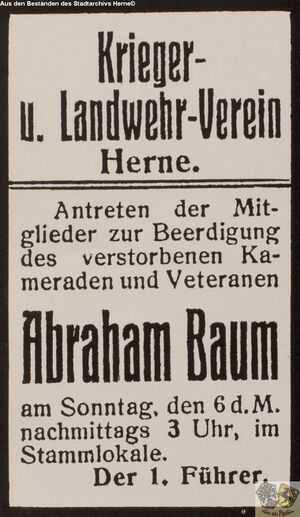 Aus den Beständen des Stadtarchivs Herne©
Krieger-
u. Landwehr-Verein
Herne.
Antreten der Mit-
glieder zur Beerdigung
des verstorbenen Ka-
meraden und Veteranen
Abraham Baum
am Sonntag, den 6 d. M.
nachmittags 3 Uhr, im
Stammlokale.
Der 1. Führer.